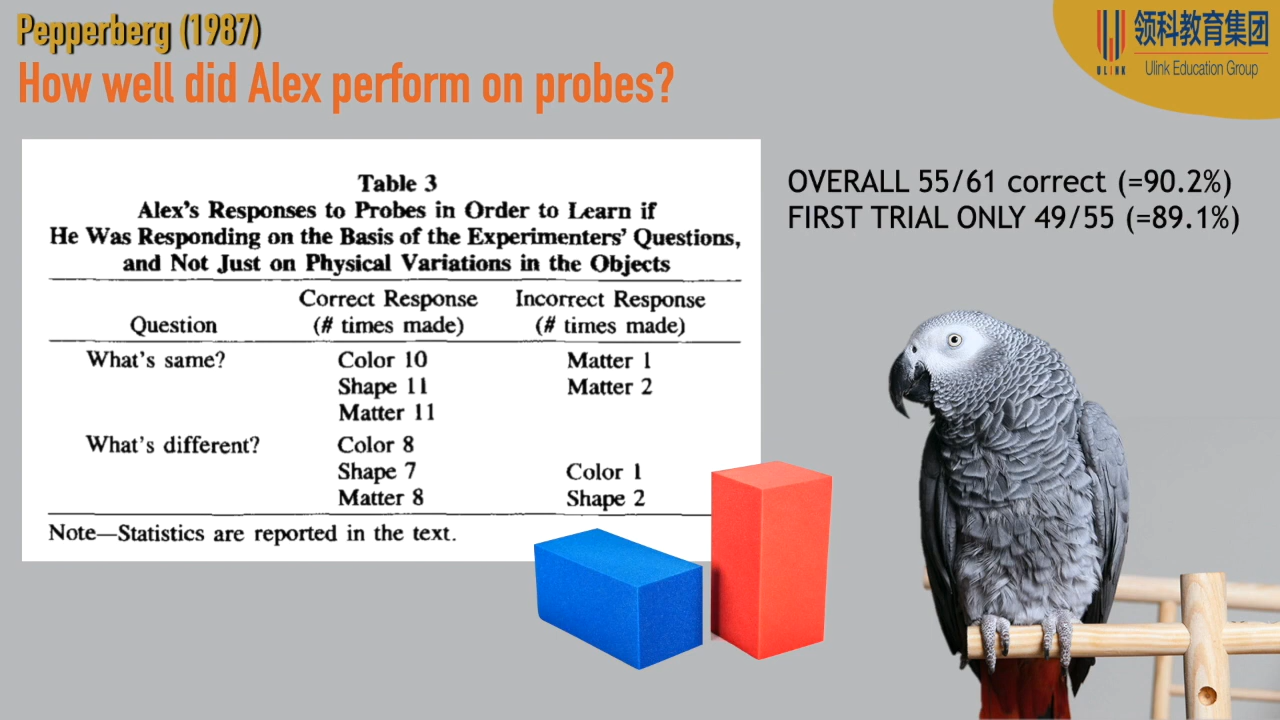 Pepperberg (1987)
How well did Alex perform on probes?
ULINK
领科教育集团
Ulink Education Group
Table 3
Alex's Responses to Probes in Order to Learn if
He Was Responding on the Basis of the Experimenters' Questions,
and Not Just on Physical Variations in the Objects
Correct Response Incorrect Response
Question (# times made) (# times made)
What's same? Color 10 Matter 1
Shape 11 Matter 2
Matter 11
What's different? Color 8
Shape 7 Color 1
Matter 8 Shape 2
Note—Statistics are reported in the text.
OVERALL 55/61 correct (=90.2%)
FIRST TRIAL ONLY 49/55 (=89.1%)